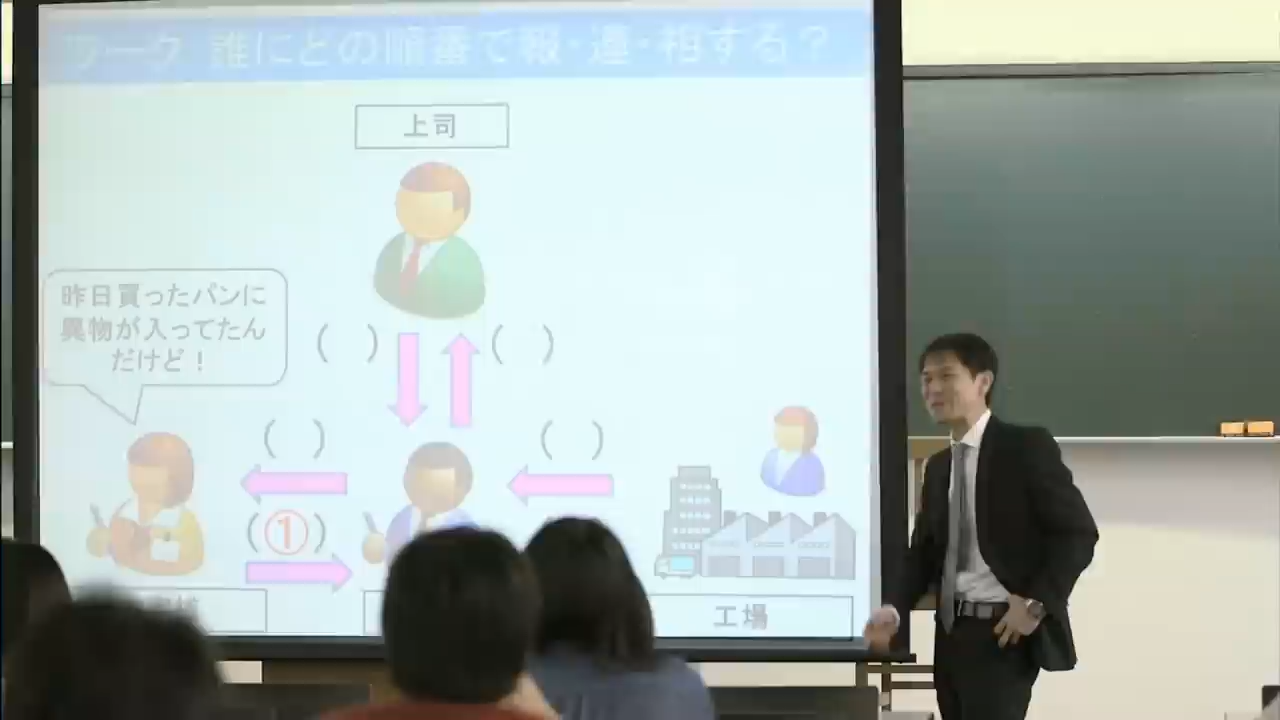 ワーク 誰にどの順番で報・連・相する？
上司
昨日買ったパンに
異物が入ってたん
だけど！
(　) (　)
(　) (　)
(①)
工場